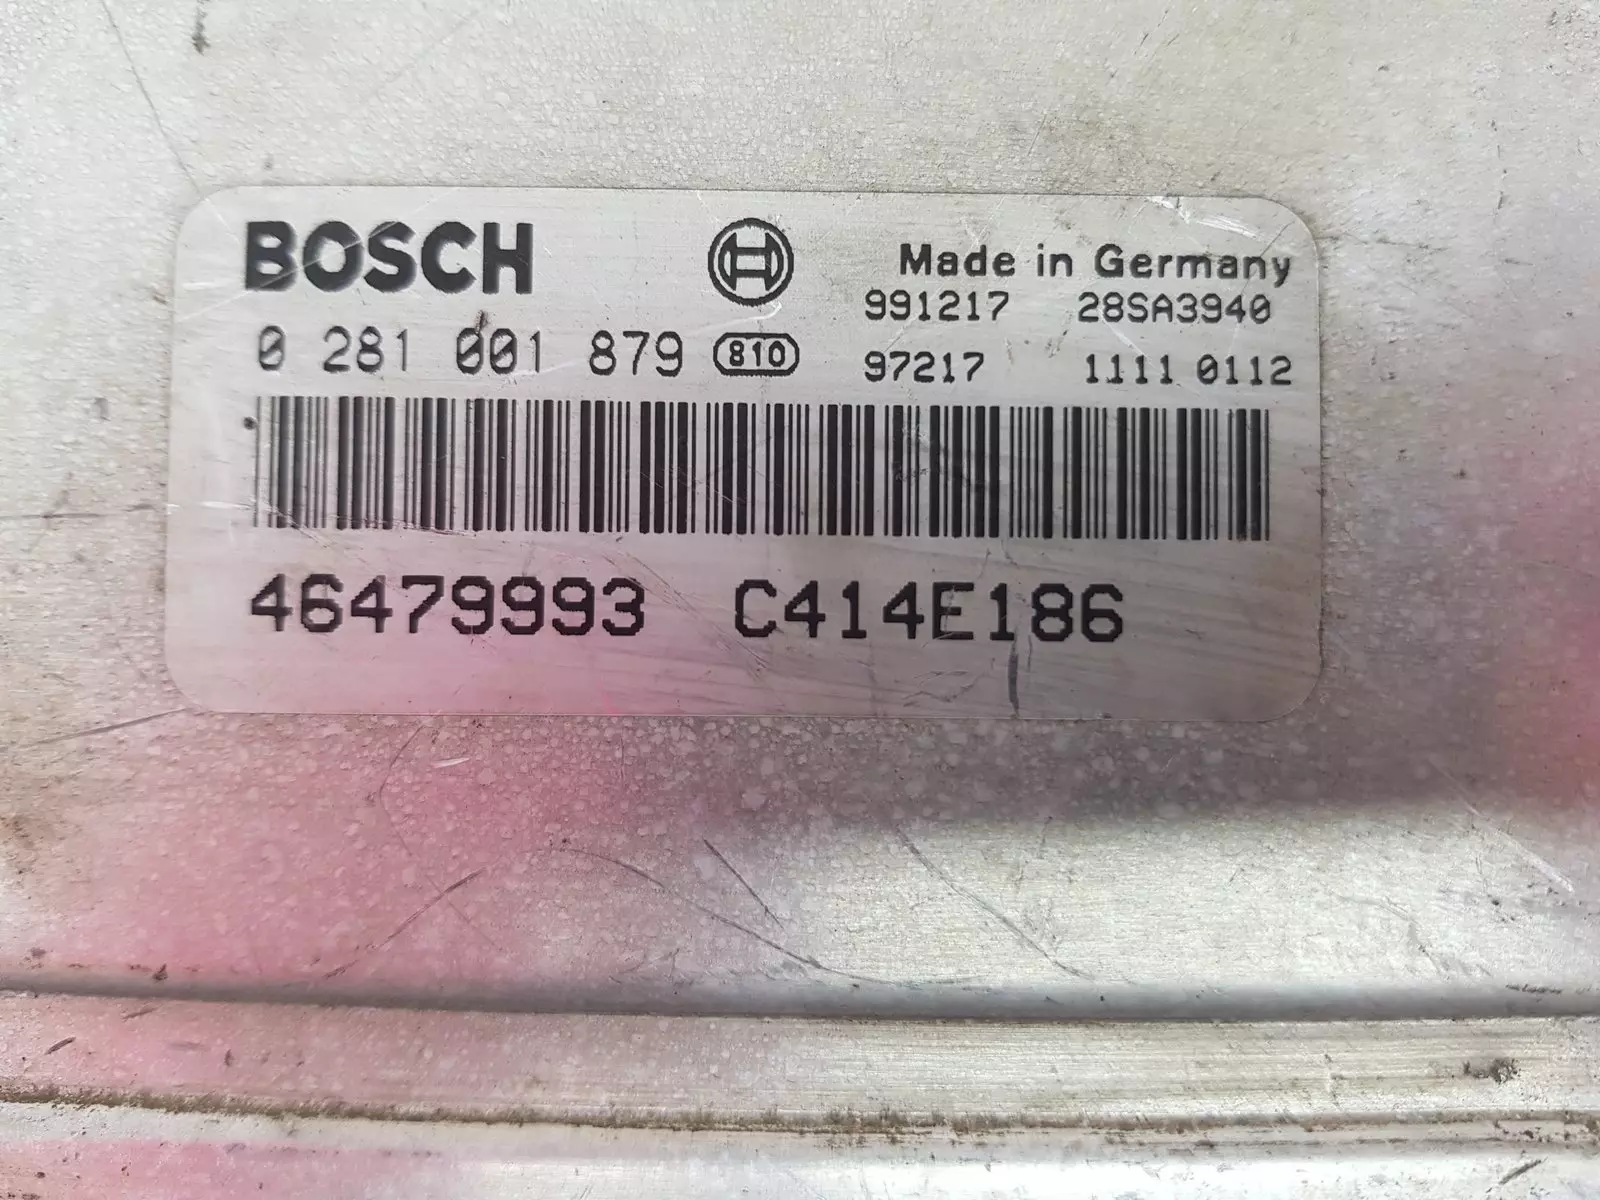 BOSCH Made in Germany
991217 28SA3940
0 281 001 879 810 97217 1111 0112
46479993 C414E186